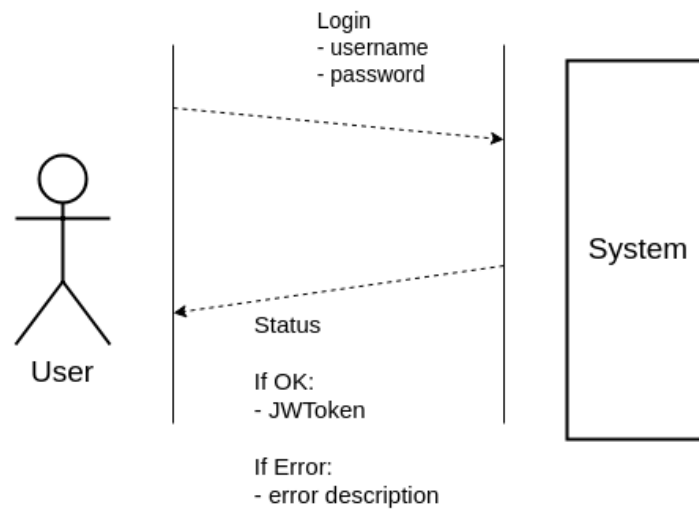 Login
- username
- password
System
User
Status
If OK:
- JWToken
If Error:
- error description